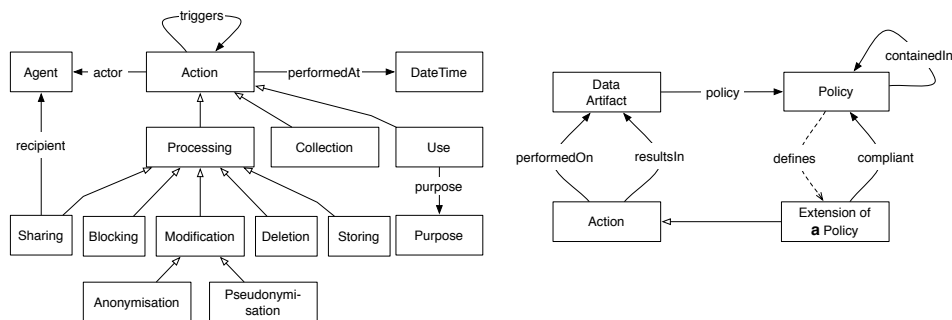 triggers
Agent
actor
Action
performedAt
DateTime
recipient
Processing
Collection
Use
purpose
Sharing
Blocking
Modification
Deletion
Storing
Purpose
Anonymisation
Pseudonymi-
sation
containedIn
Data
Artifact
policy
Policy
performedOn
resultsIn
defines
compliant
Action
Extension of
a Policy